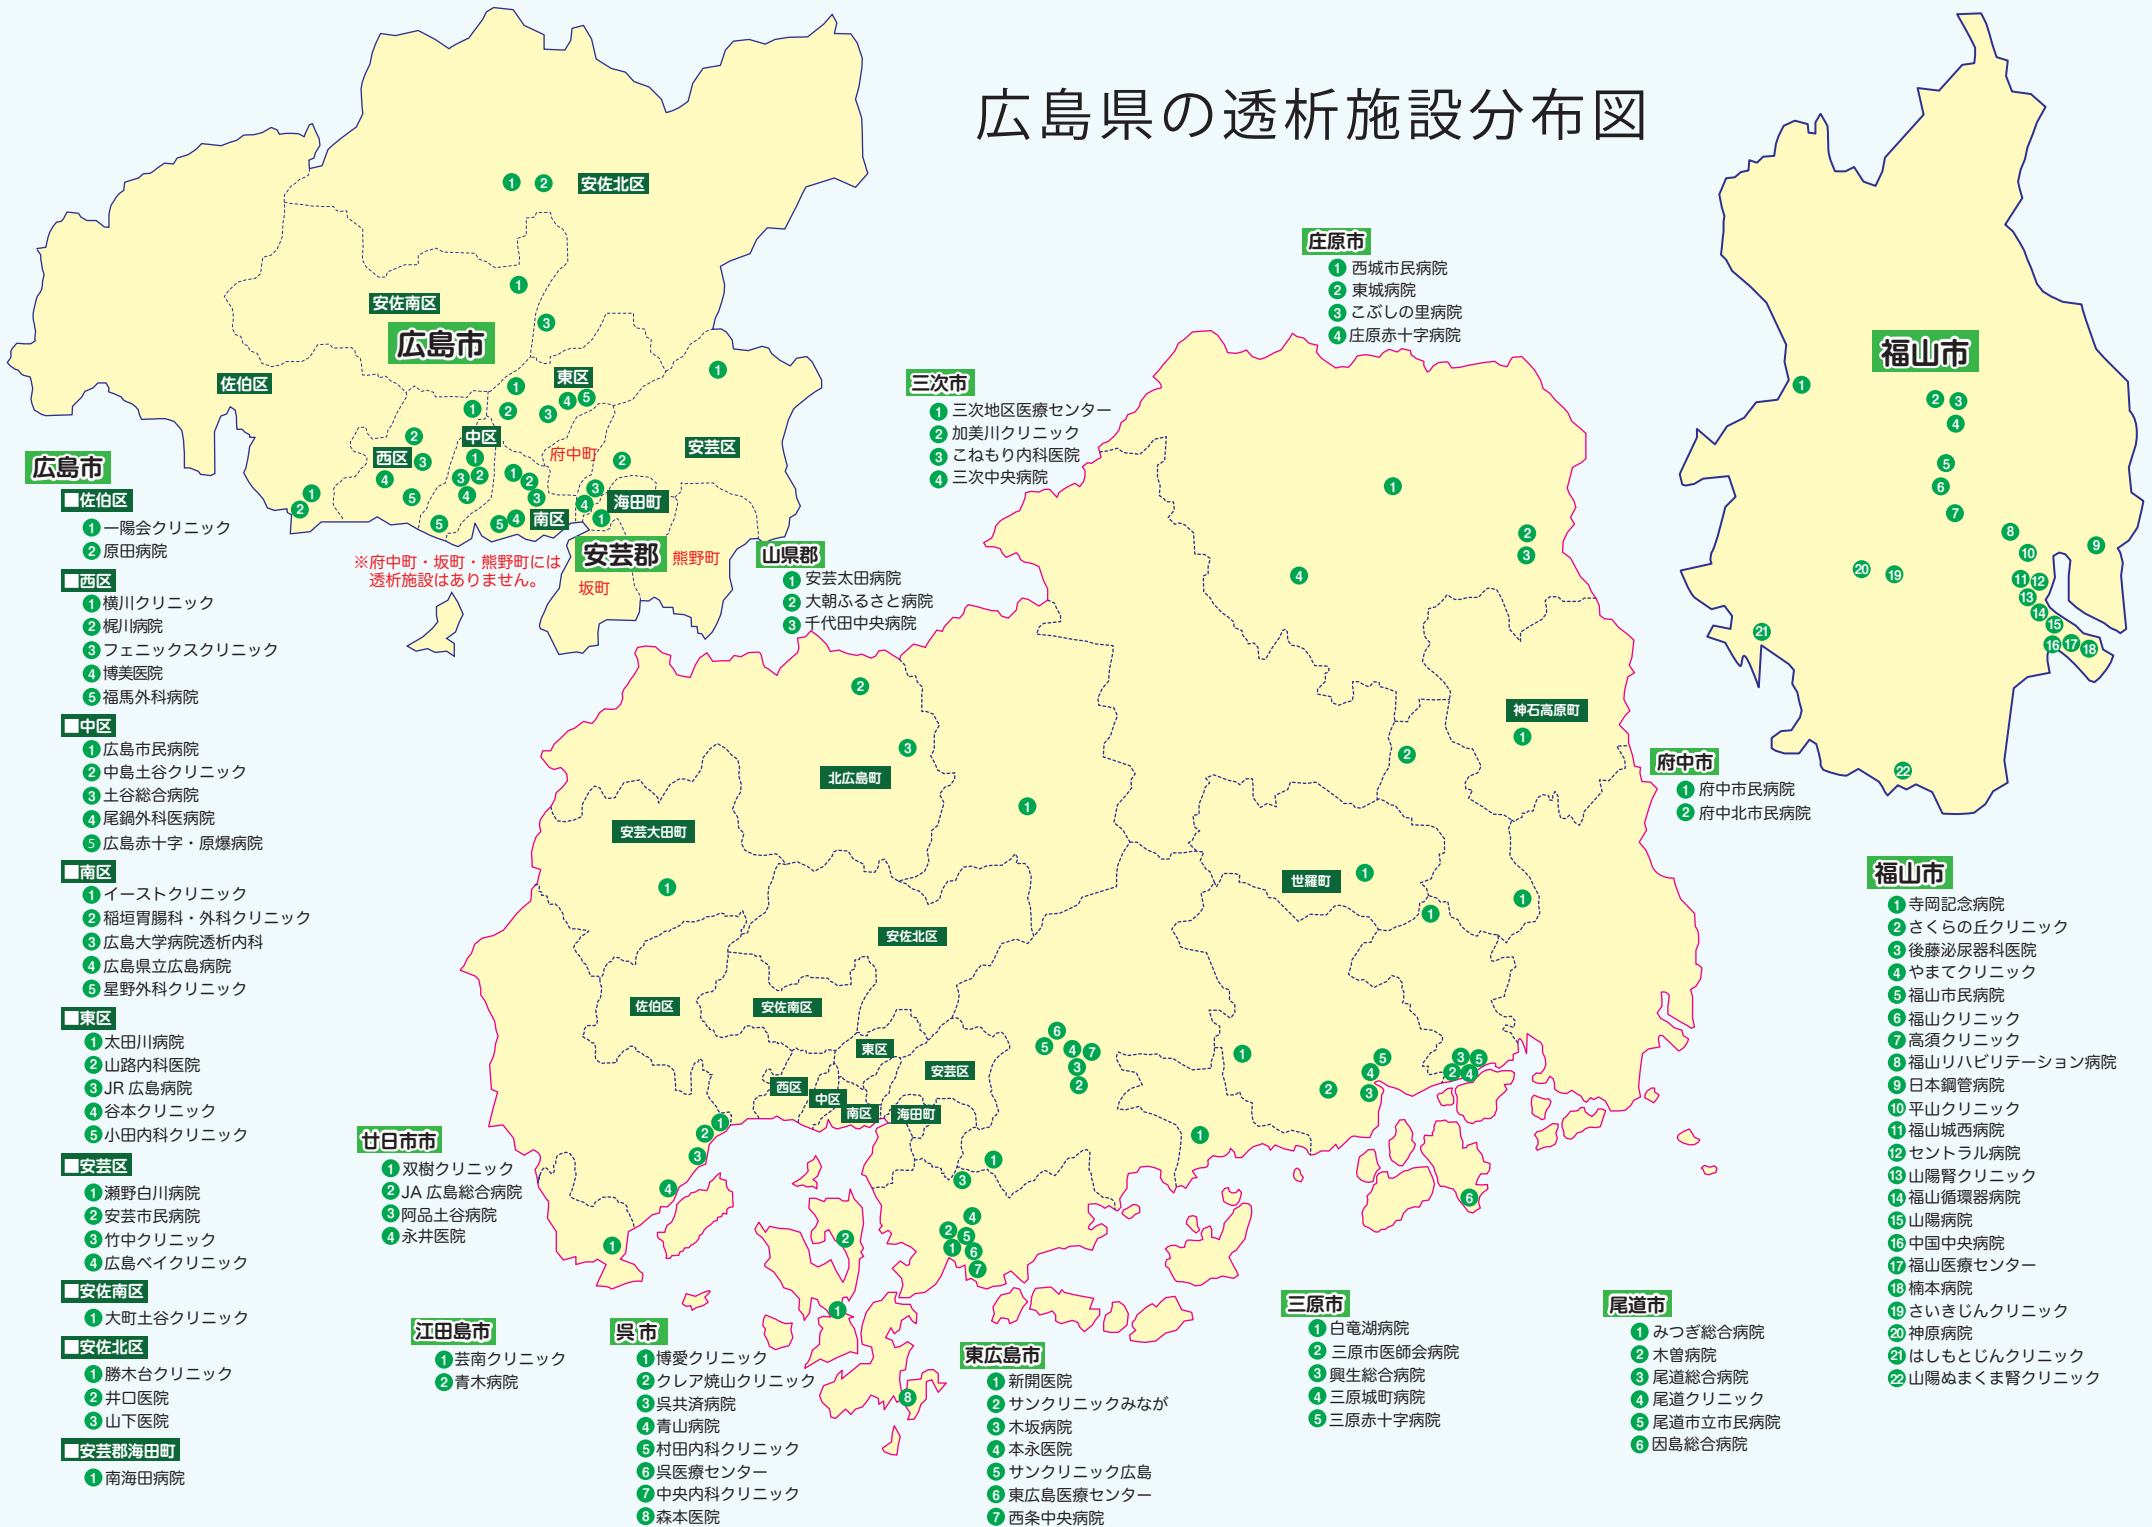 広島県の透析施設分布図
安佐北区
1 2
安佐南区
1
3
広島市
佐伯区
東区
1 2 3 4 5
中区
西区
府中町
安芸区
海田町
南区
安芸郡
熊野町
坂町
※府中町・坂町・熊野町には
透析施設はありません。
広島市
■佐伯区
1 一陽会クリニック
2 原田病院
■西区
1 横川クリニック
2 梶川病院
3 フェニックスクリニック
4 博美医院
5 福馬外科病院
■中区
1 広島市民病院
2 中島土谷クリニック
3 土谷総合病院
4 尾鍋外科医病院
5 広島赤十字・原爆病院
■南区
1 イーストクリニック
2 稲垣胃腸科・外科クリニック
3 広島大学病院透析内科
4 広島県立広島病院
5 星野外科クリニック
■東区
1 太田川病院
2 山路内科医院
3 JR 広島病院
4 谷本クリニック
5 小田内科クリニック
■安芸区
1 瀬野白川病院
2 安芸市民病院
3 竹中クリニック
4 広島ベイクリニック
■安佐南区
1 大町土谷クリニック
■安佐北区
1 勝木台クリニック
2 井口医院
3 山下医院
■安芸郡海田町
1 南海田病院
山県郡
1 安芸太田病院
2 大朝ふるさと病院
3 千代田中央病院
三次市
1 三次地区医療センター
2 加美川クリニック
3 こねもり内科医院
4 三次中央病院
庄原市
1 西城市民病院
2 東城病院
3 こぶしの里病院
4 庄原赤十字病院
福山市
神石高原町
北広島町
安芸大田町
世羅町
安佐北区
佐伯区
安佐南区
東区
安芸区
西区
中区
南区
海田町
府中市
1 府中市民病院
2 府中北市民病院
福山市
1 寺岡記念病院
2 さくらの丘クリニック
3 後藤泌尿器科医院
4 やまてクリニック
5 福山市民病院
6 福山クリニック
7 高須クリニック
8 福山リハビリテーション病院
9 日本鋼管病院
10 平山クリニック
11 福山城西病院
12 セントラル病院
13 山陽腎クリニック
14 福山循環器病院
15 山陽病院
16 中国中央病院
17 福山医療センター
18 楠本病院
19 さいきじんクリニック
20 神原病院
21 はしもとじんクリニック
22 山陽ぬまくま腎クリニック
廿日市市
1 双樹クリニック
2 JA 広島総合病院
3 阿品土谷病院
4 永井医院
江田島市
1 芸南クリニック
2 青木病院
呉市
1 博愛クリニック
2 クレア焼山クリニック
3 呉共済病院
4 青山病院
5 村田内科クリニック
6 呉医療センター
7 中央内科クリニック
8 森本医院
東広島市
1 新開医院
2 サンクリニックみなが
3 木坂病院
4 本永医院
5 サンクリニック広島
6 東広島医療センター
7 西条中央病院
三原市
1 白竜湖病院
2 三原市医師会病院
3 興生総合病院
4 三原城町病院
5 三原赤十字病院
尾道市
1 みつぎ総合病院
2 木曽病院
3 尾道総合病院
4 尾道クリニック
5 尾道市立市民病院
6 因島総合病院